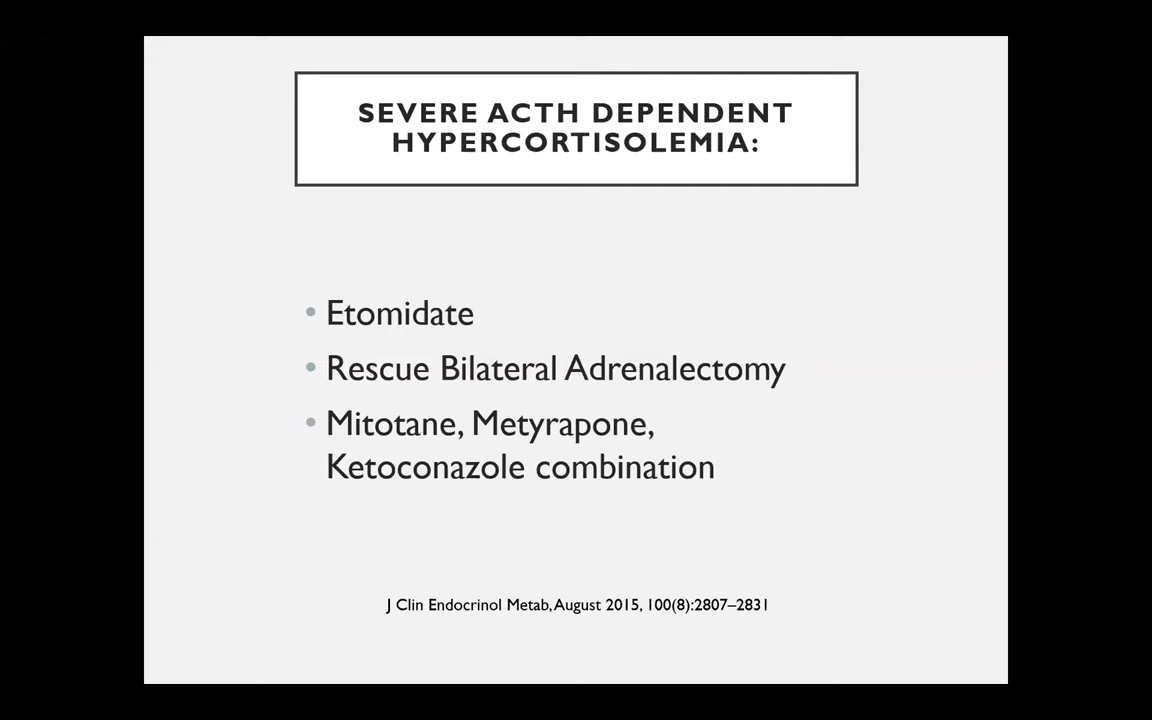 SEVERE ACTH DEPENDENT
HYPERCORTISOLEMIA:
• Etomidate
• Rescue Bilateral Adrenalectomy
• Mitotane, Metyrapone,
Ketoconazole combination
J Clin Endocrinol Metab, August 2015, 100(8):2807–2831